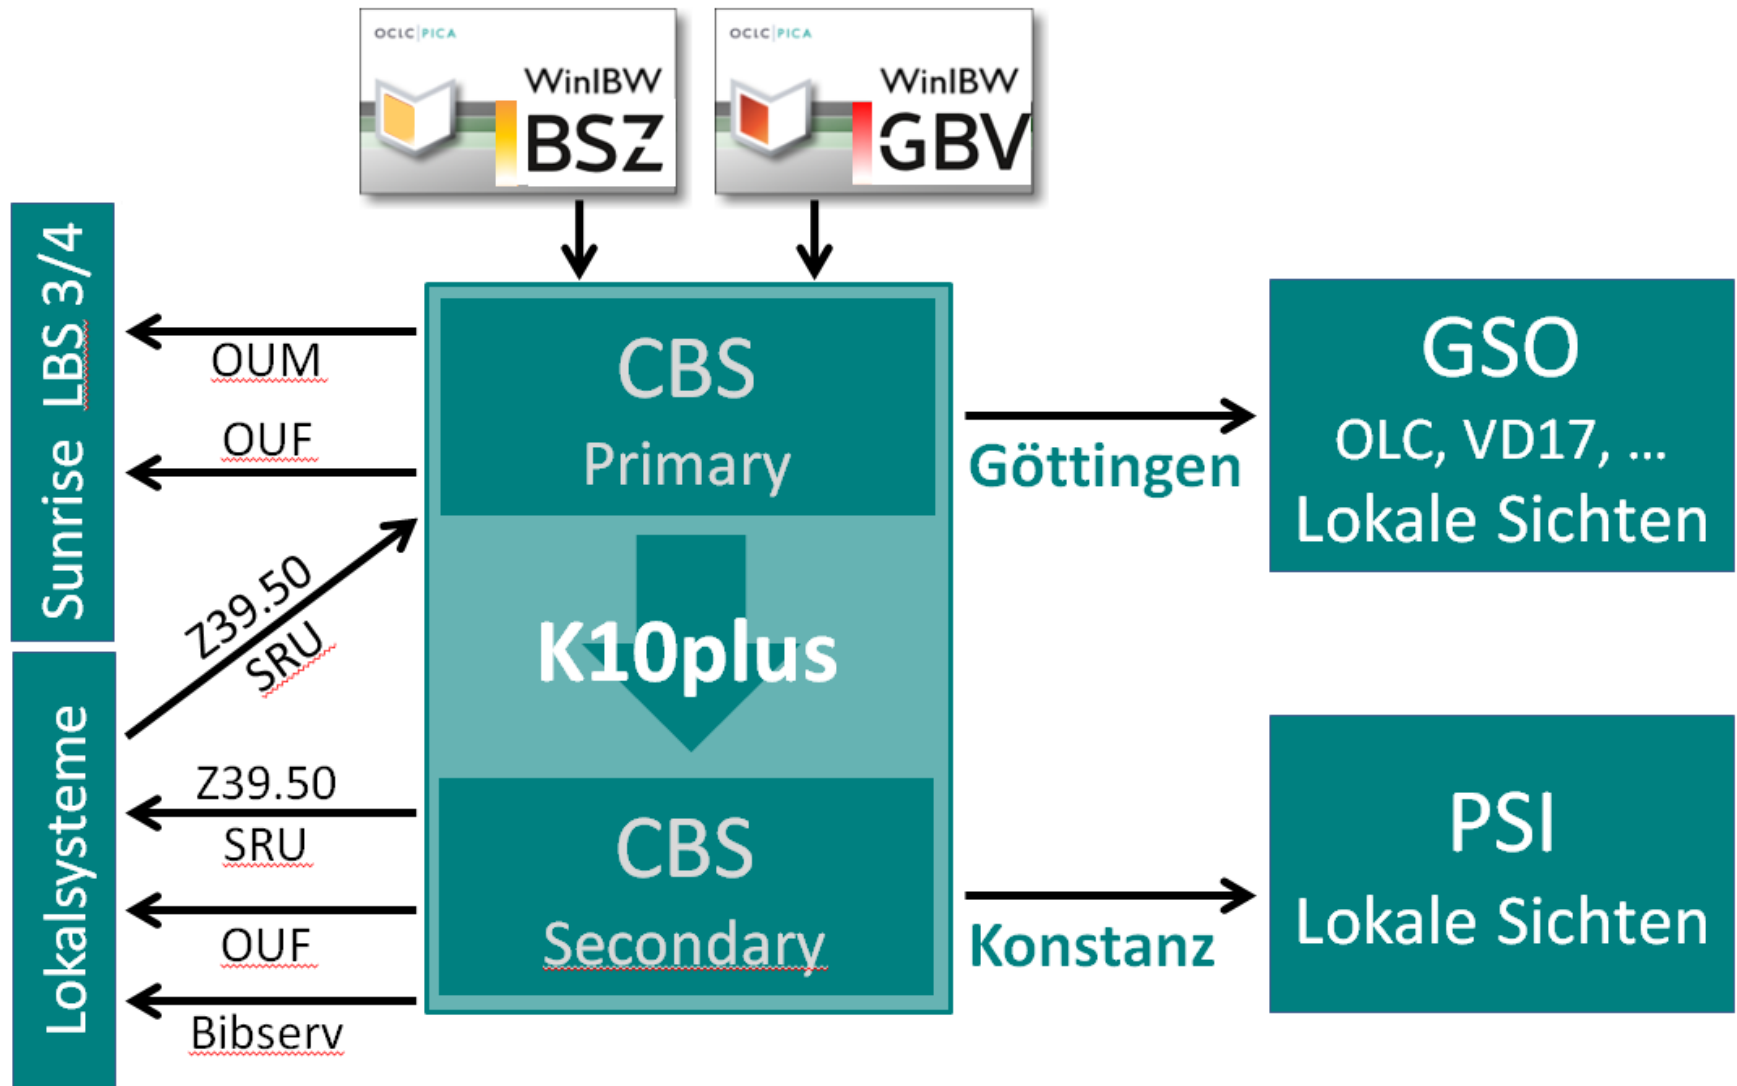 OCLC|PICA
WinIBW
BSZ
OCLC|PICA
WinIBW
GBV
Sunrise LBS 3/4
OUM
OUF
Z39.50
SRU
Lokalsysteme
Z39.50
SRU
OUF
Bibserv
CBS
Primary
K10plus
CBS
Secondary
Göttingen
Konstanz
GSO
OLC, VD17, ...
Lokale Sichten
PSI
Lokale Sichten